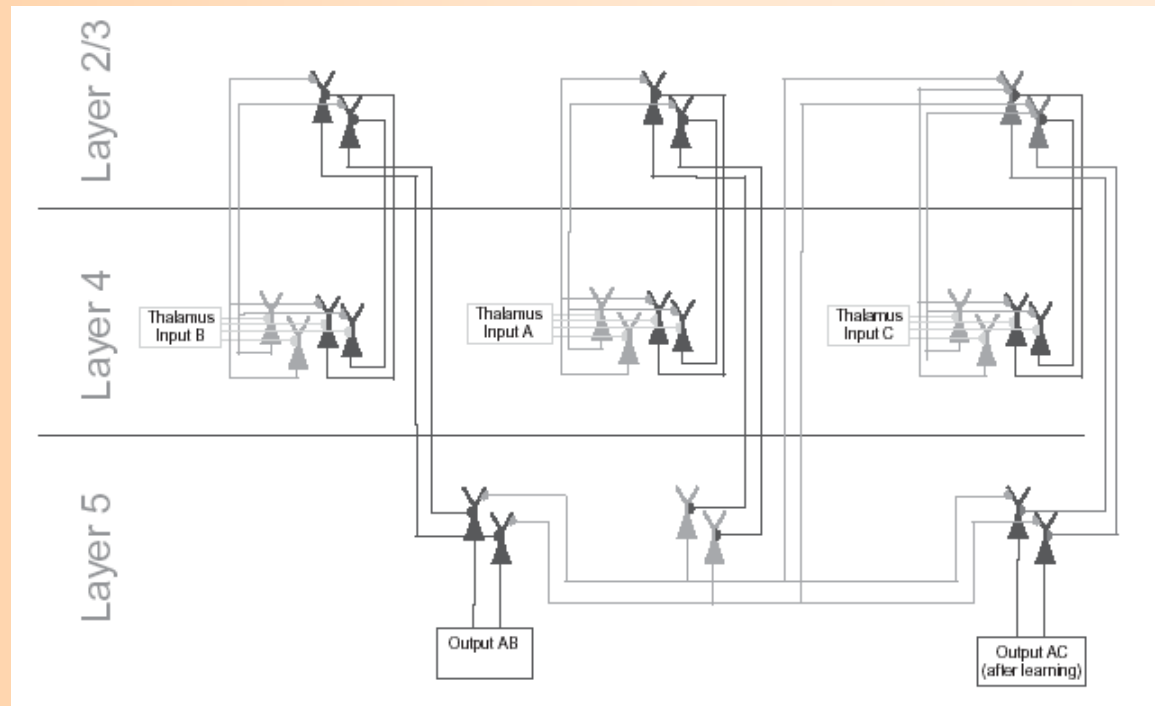 Layer 2/3
Layer 4
Layer 5
Thalamus
Input B
Thalamus
Input A
Thalamus
Input C
Output AB
Output AC
(after learning)